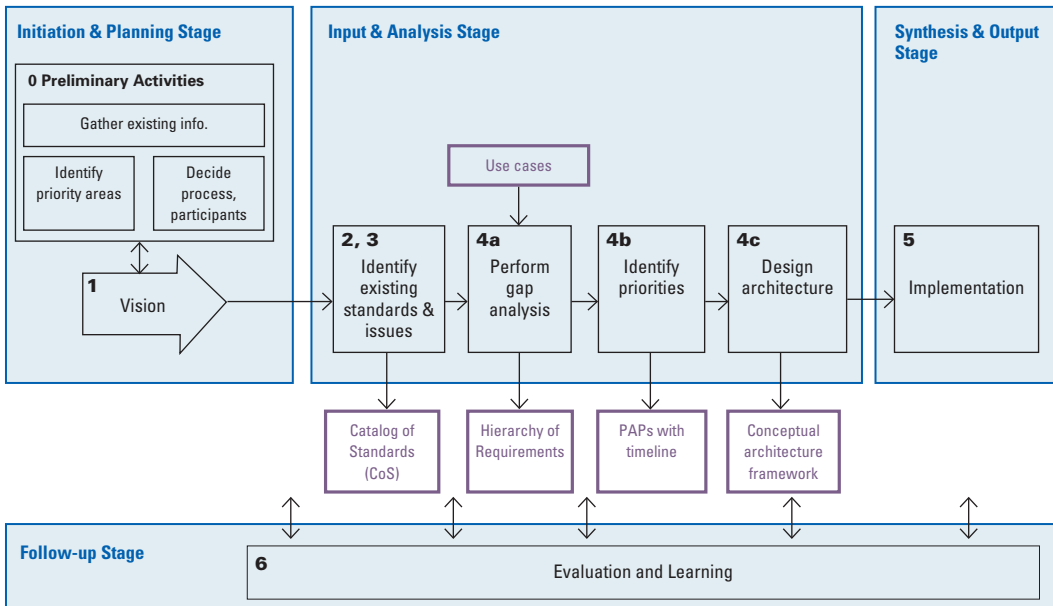 Initiation & Planning Stage
0 Preliminary Activities
Gather existing info.
Identify
priority areas
Decide
process,
participants
1
Vision
Input & Analysis Stage
Use cases
2, 3
Identify
existing
standards &
issues
4a
Perform
gap
analysis
4b
Identify
priorities
4c
Design
architecture
Catalog of
Standards
(CoS)
Hierarchy of
Requirements
PAPs with
timeline
Conceptual
architecture
framework
Synthesis & Output
Stage
5
Implementation
Follow-up Stage
6
Evaluation and Learning